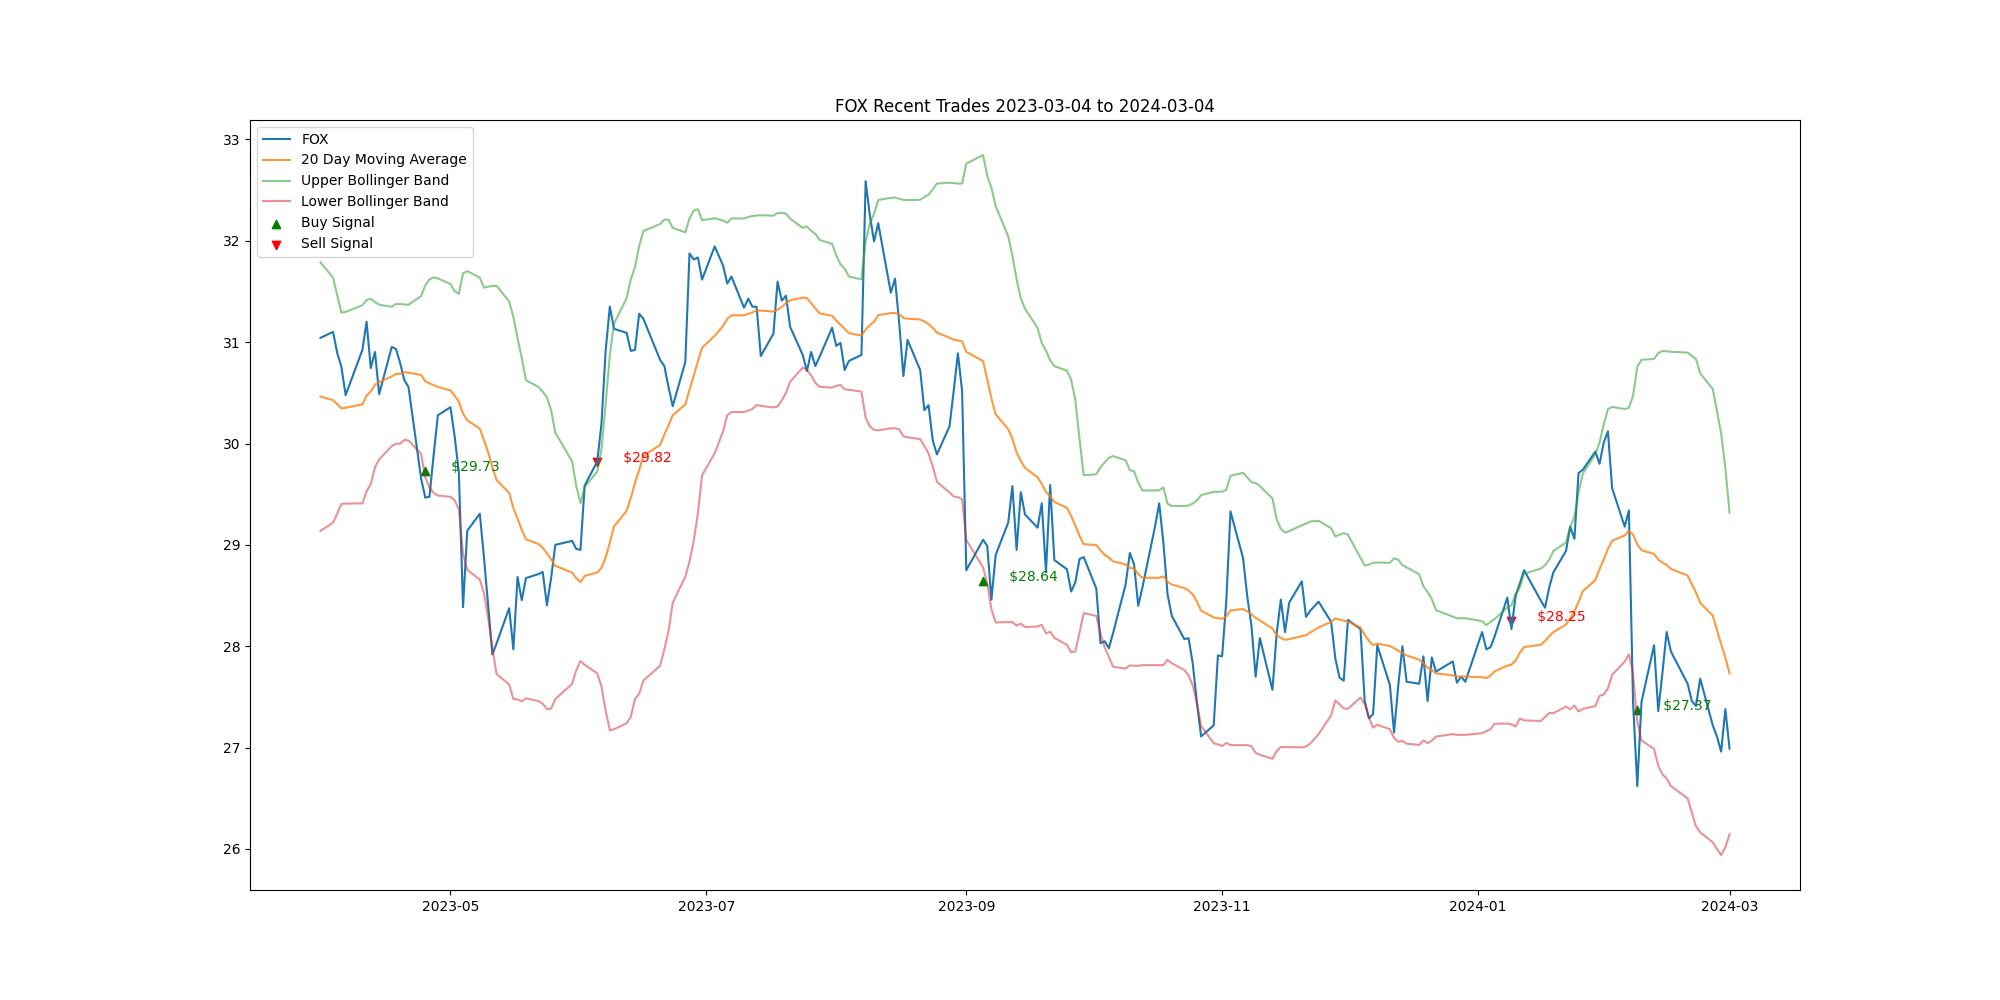 FOX Recent Trades 2023-03-04 to 2024-03-04
33
32
31
30
29
28
27
26
FOX
20 Day Moving Average
Upper Bollinger Band
Lower Bollinger Band
Buy Signal
Sell Signal
$29.73
$29.82
$28.64
$28.25
$27.37
2023-05
2023-07
2023-09
2023-11
2024-01
2024-03